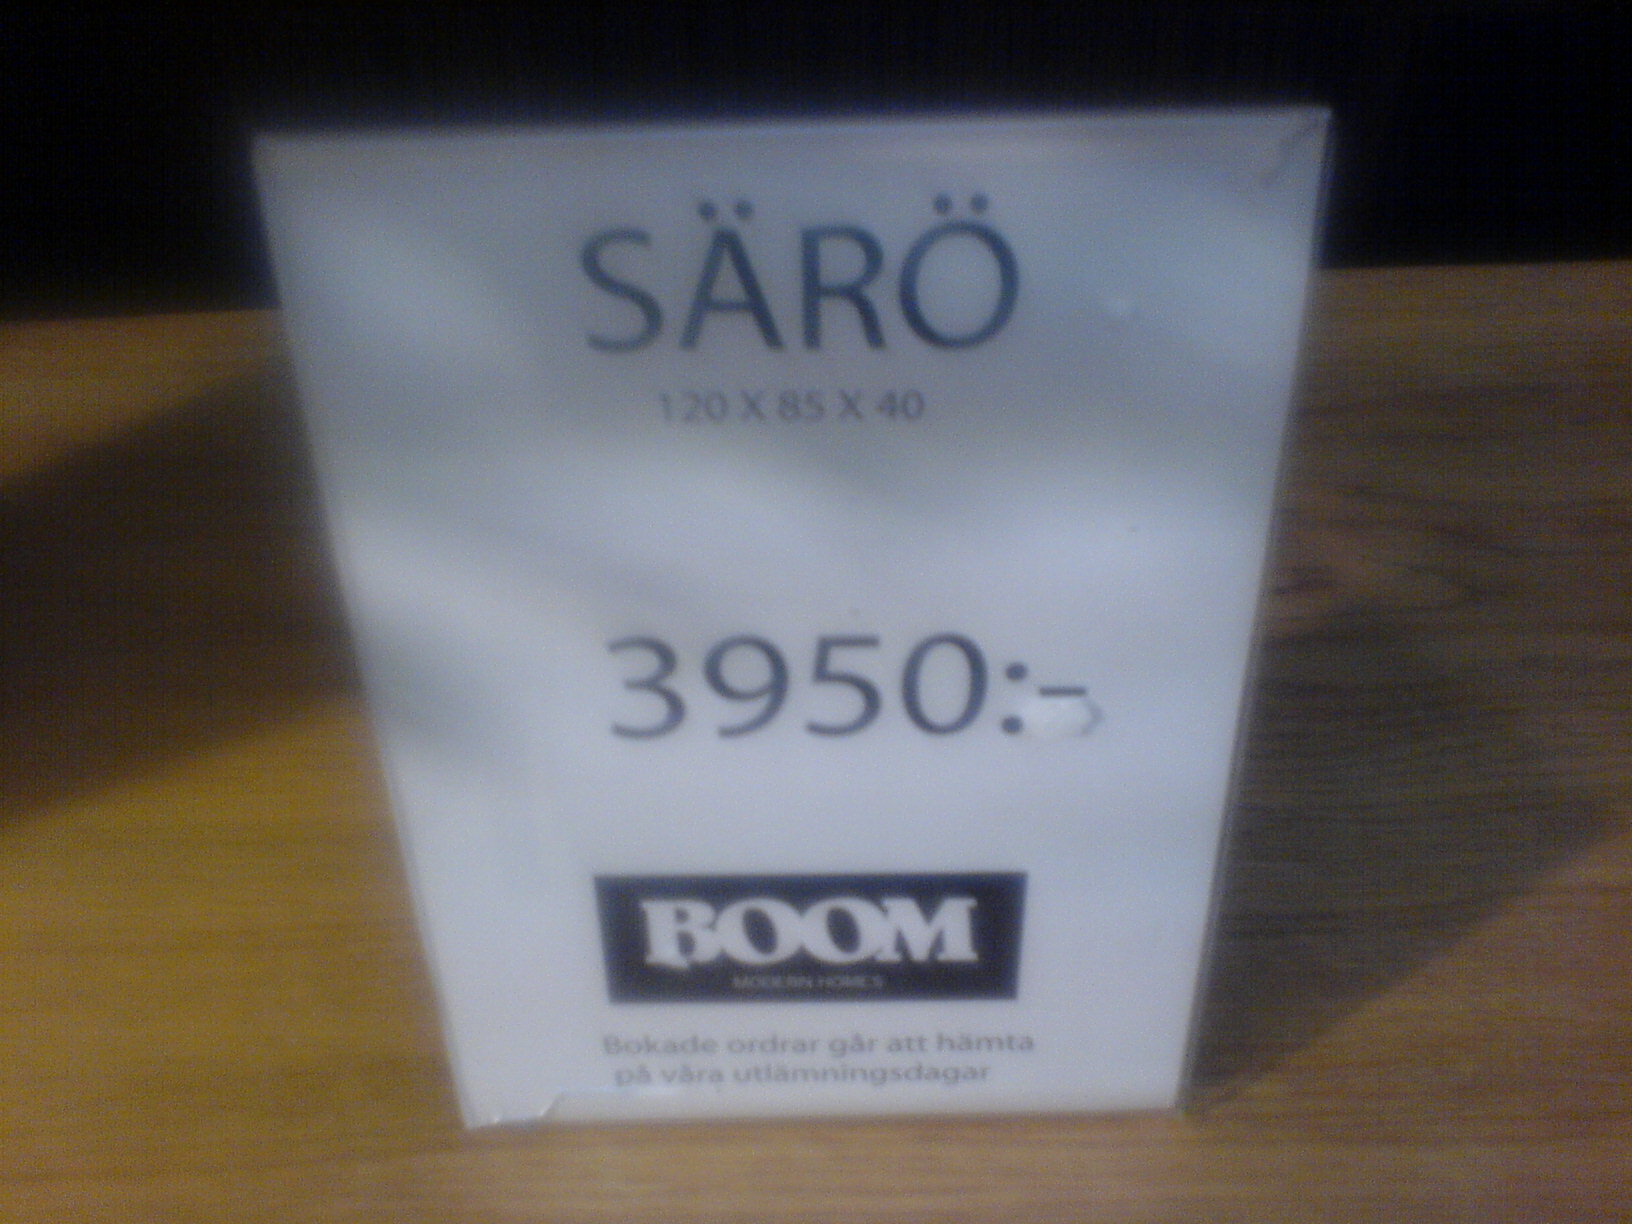 SÄRÖ
120 X 85 X 40
3950:-
BOOM
MODERN HOMES
Bokade ordrar går att hämta
på våra utlämningsdagar